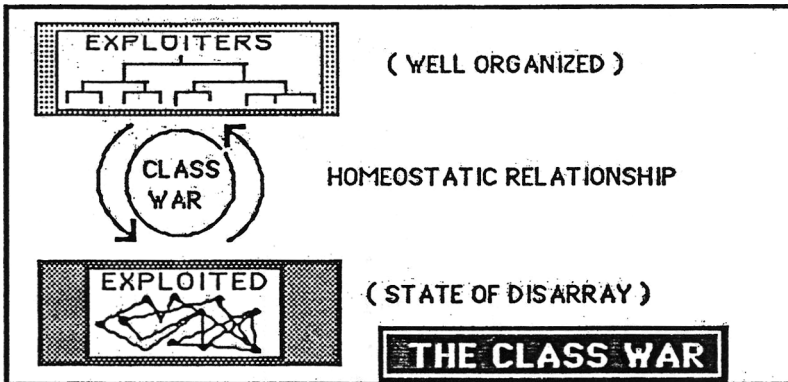 EXPLOITERS
( WELL ORGANIZED )
CLASS
WAR
HOMEOSTATIC RELATIONSHIP
EXPLOITED
( STATE OF DISARRAY )
THE CLASS WAR